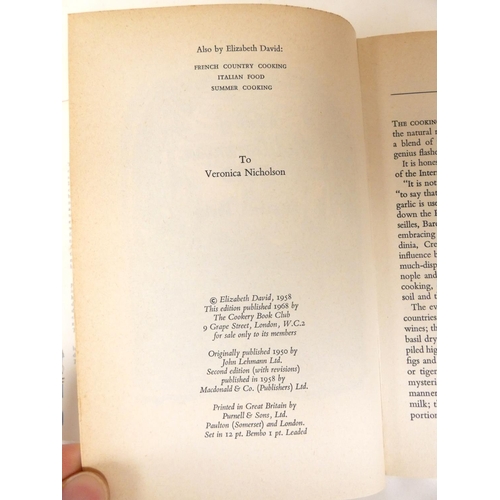 Also by Elizabeth David:
FRENCH COUNTRY COOKING
ITALIAN FOOD
SUMMER COOKING
To
Veronica Nicholson
© Elizabeth David, 1958
This edition published 1968 by
The Cookery Book Club
9 Grape Street, London, W.C.2
for sale only to its members
Originally published 1950 by
John Lehmann Ltd.
Second edition (with revisions)
published in 1958 by
Macdonald & Co. (Publishers) Ltd.
Printed in Great Britain by
Purnell & Sons, Ltd.
Paulton (Somerset) and London.
Set in 12 pt. Bembo 1 pt. Leaded
THE COOKING
the natural
a blend of
genius flashe
It is hones
of the Inter
"It is not
"to say that
garlic is use
down the
seilles, Barc
embracing
dinia, Cre
influence b
much-disp
nople and
cooking,
soil and t
The ev
countries
wines; th
basil dry
piled hig
figs and
or tiger
mysteri
manner
milk; t
portion